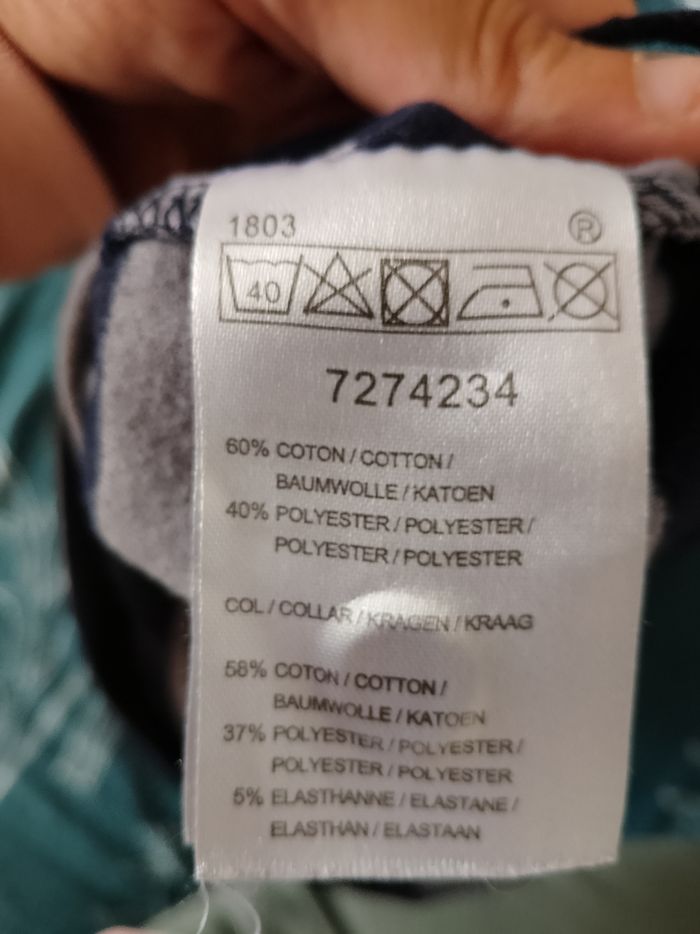 1803 ®
40
7274234
60% COTON / COTTON /
BAUMWOLLE / KATOEN
40% POLYESTER / POLYESTER /
POLYESTER / POLYESTER
COL / COLLAR / KRAGEN / KRAAG
58% COTON / COTTON /
BAUMWOLLE / KATOEN
37% POLYESTER / POLYESTER /
POLYESTER / POLYESTER
5% ELASTHANNE / ELASTANE /
ELASTHAN / ELASTAAN